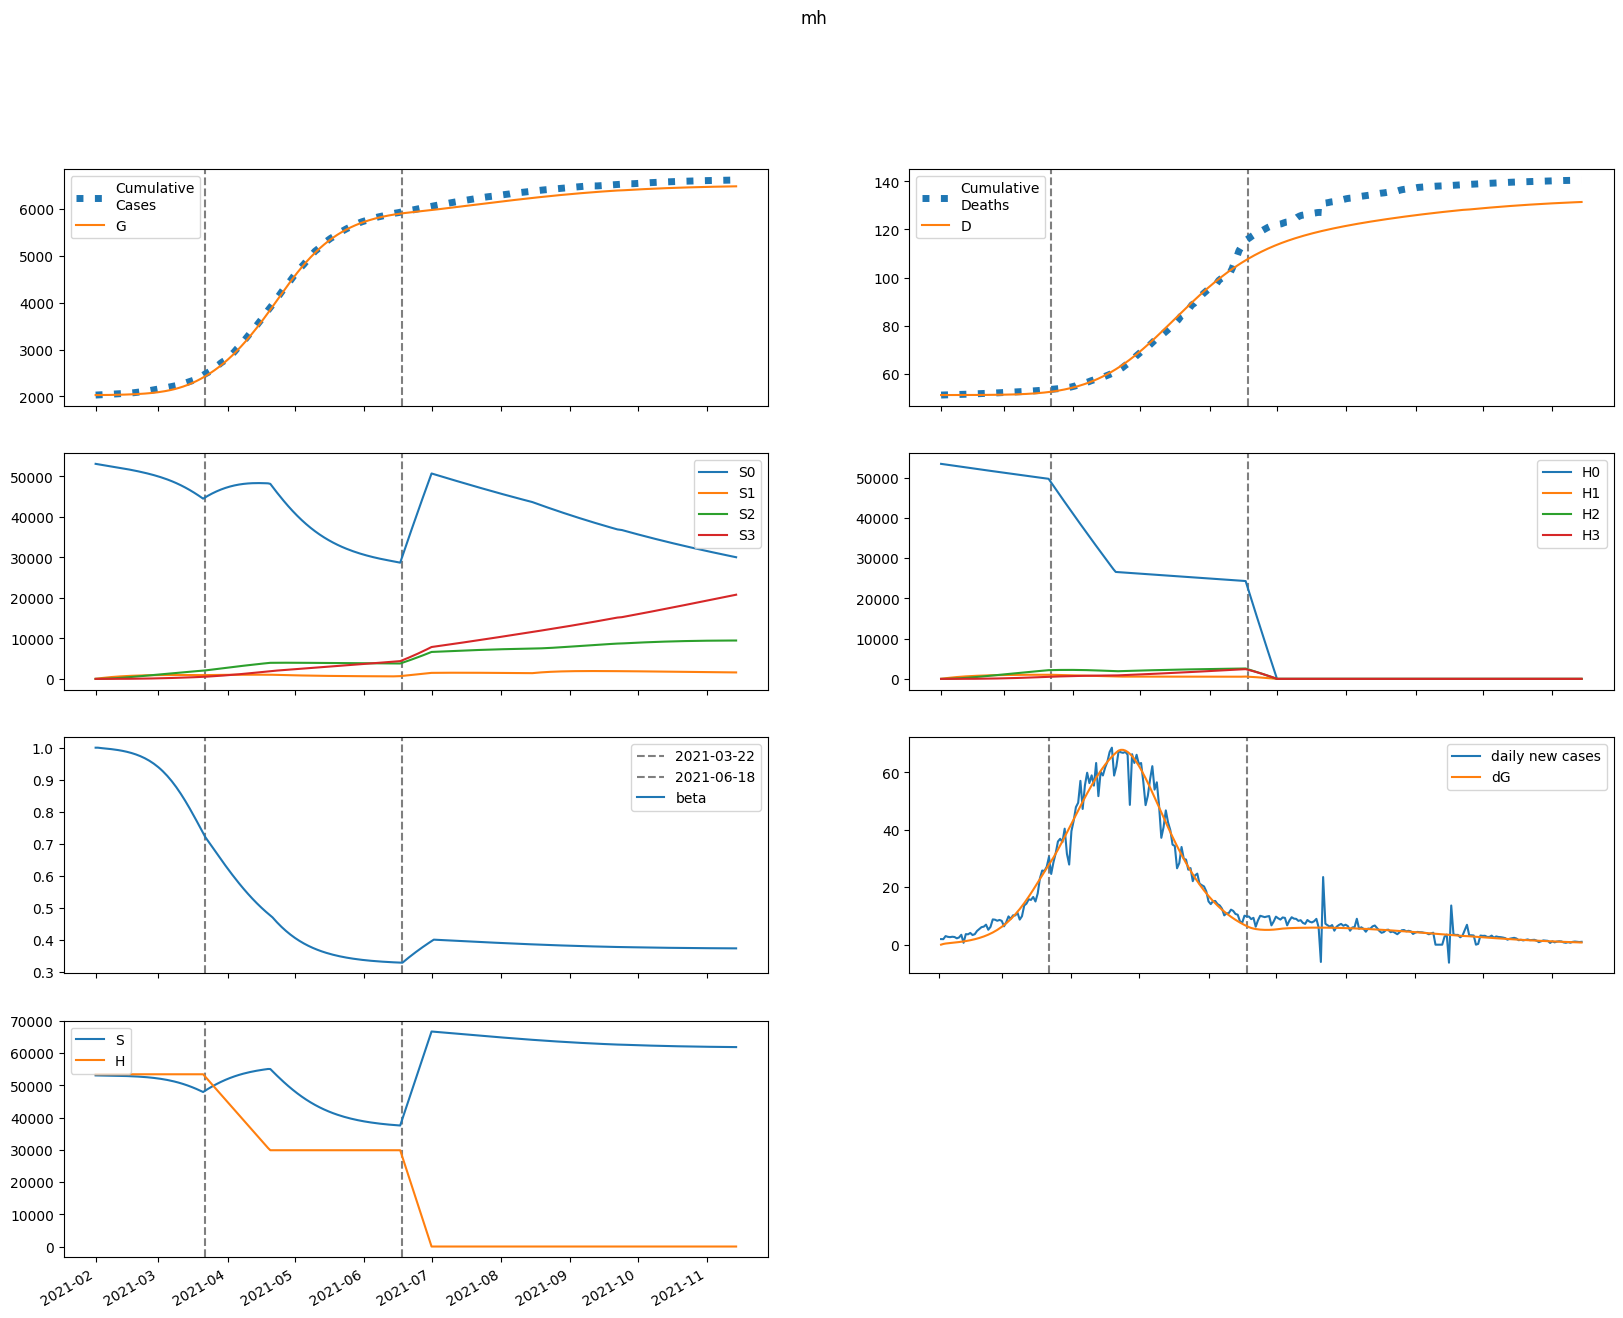 mh
Cumulative
Cases
G
6000
5000
4000
3000
2000
Cumulative
Deaths
D
140
120
100
80
60
S0
S1
S2
S3
50000
40000
30000
20000
10000
0
H0
H1
H2
H3
50000
40000
30000
20000
10000
0
2021-03-22
2021-06-18
beta
1.0
0.9
0.8
0.7
0.6
0.5
0.4
0.3
daily new cases
dG
60
40
20
0
S
H
70000
60000
50000
40000
30000
20000
10000
0
2021-02
2021-03
2021-04
2021-05
2021-06
2021-07
2021-08
2021-09
2021-10
2021-11